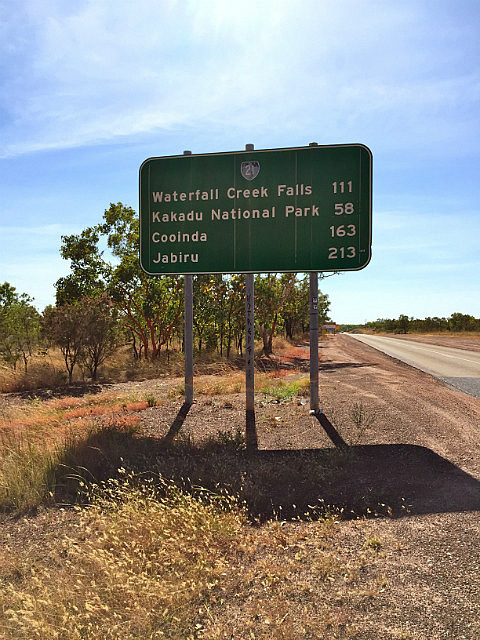 21
Waterfall Creek Falls 111
Kakadu National Park 58
Cooinda 163
Jabiru 213